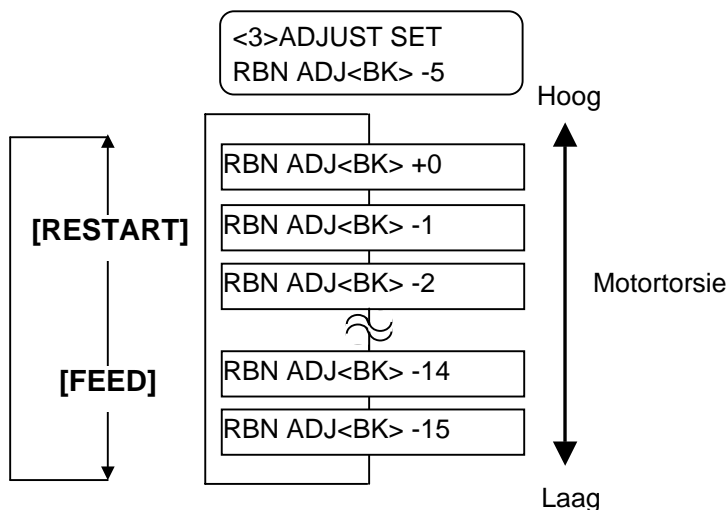 <3>ADJUST SET
RBN ADJ<BK> -5
Hoog
RBN ADJ<BK> +0
[RESTART]
RBN ADJ<BK> -1
RBN ADJ<BK> -2
Motortorsie
[FEED]
RBN ADJ<BK> -14
RBN ADJ<BK> -15
Laag